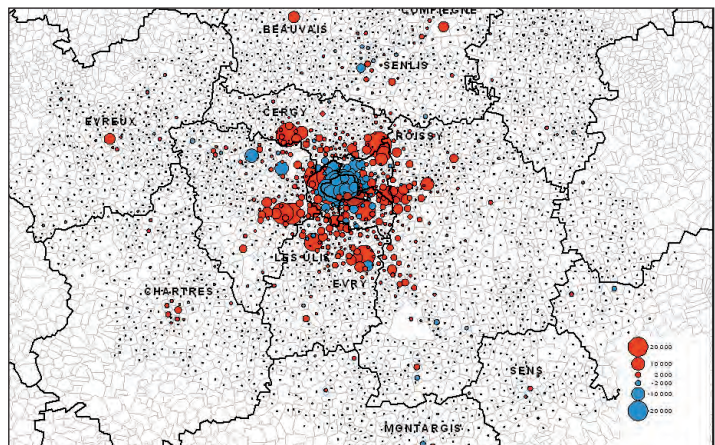 COMPIEGNE
BEAUVAIS
SENLIS
CERGY
EVREUX
ROISSY
LES ULIS
EVRY
CHARTRES
20 000
10 000
2 000
-2 000
-10 000
-20 000
SENS
MONTARGIS